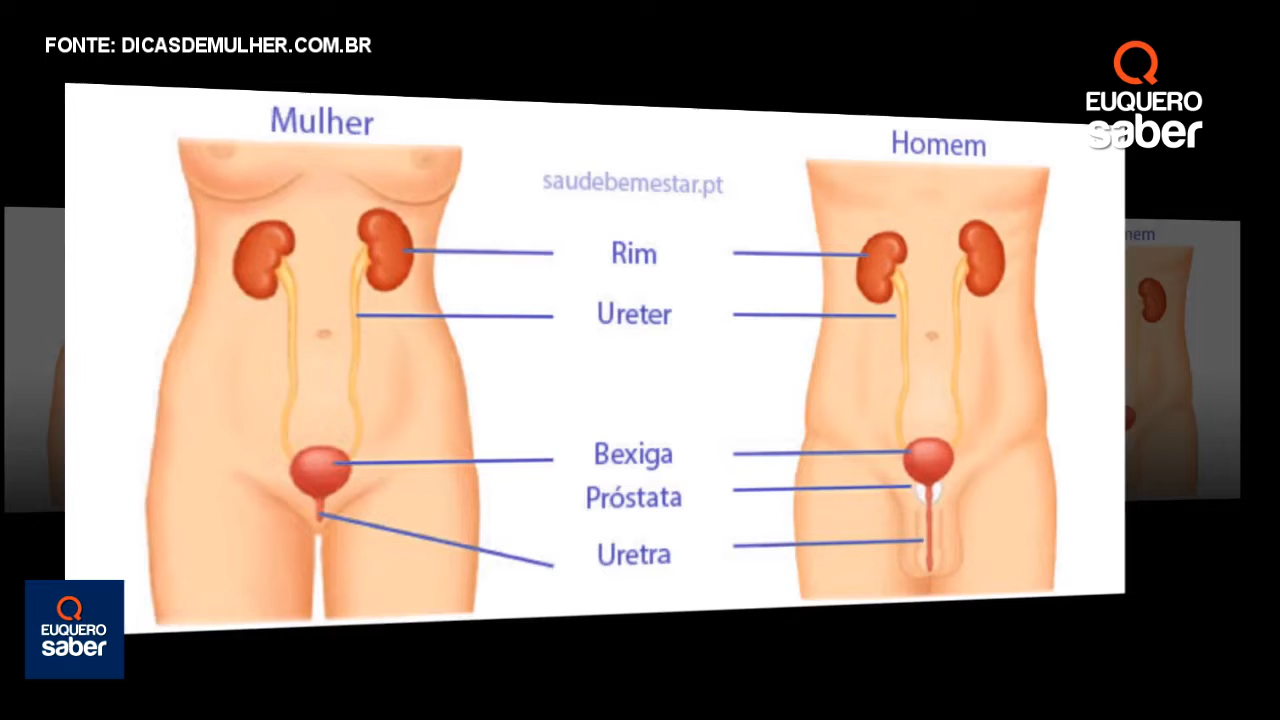 FONTE: DICASDEMULHER.COM.BR
EUQUERO
saber
Mulher
Homem
saudebemestar.pt
Rim
Ureter
Bexiga
Próstata
Uretra
EUQUERO
saber